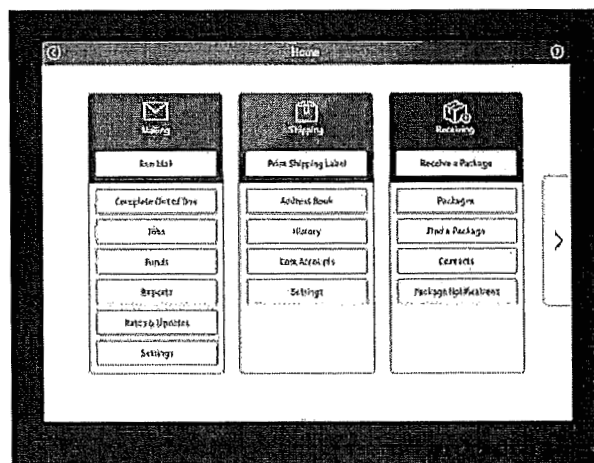 Home
Mailing
Run Mail
Complete Out of Box
Jobs
Funds
Reports
Rates & Updates
Settings
Shipping
Print Shipping Label
Address Book
History
Cost Accounts
Settings
Receiving
Receive a Package
Packages
Find a Package
Contacts
Package Notifications